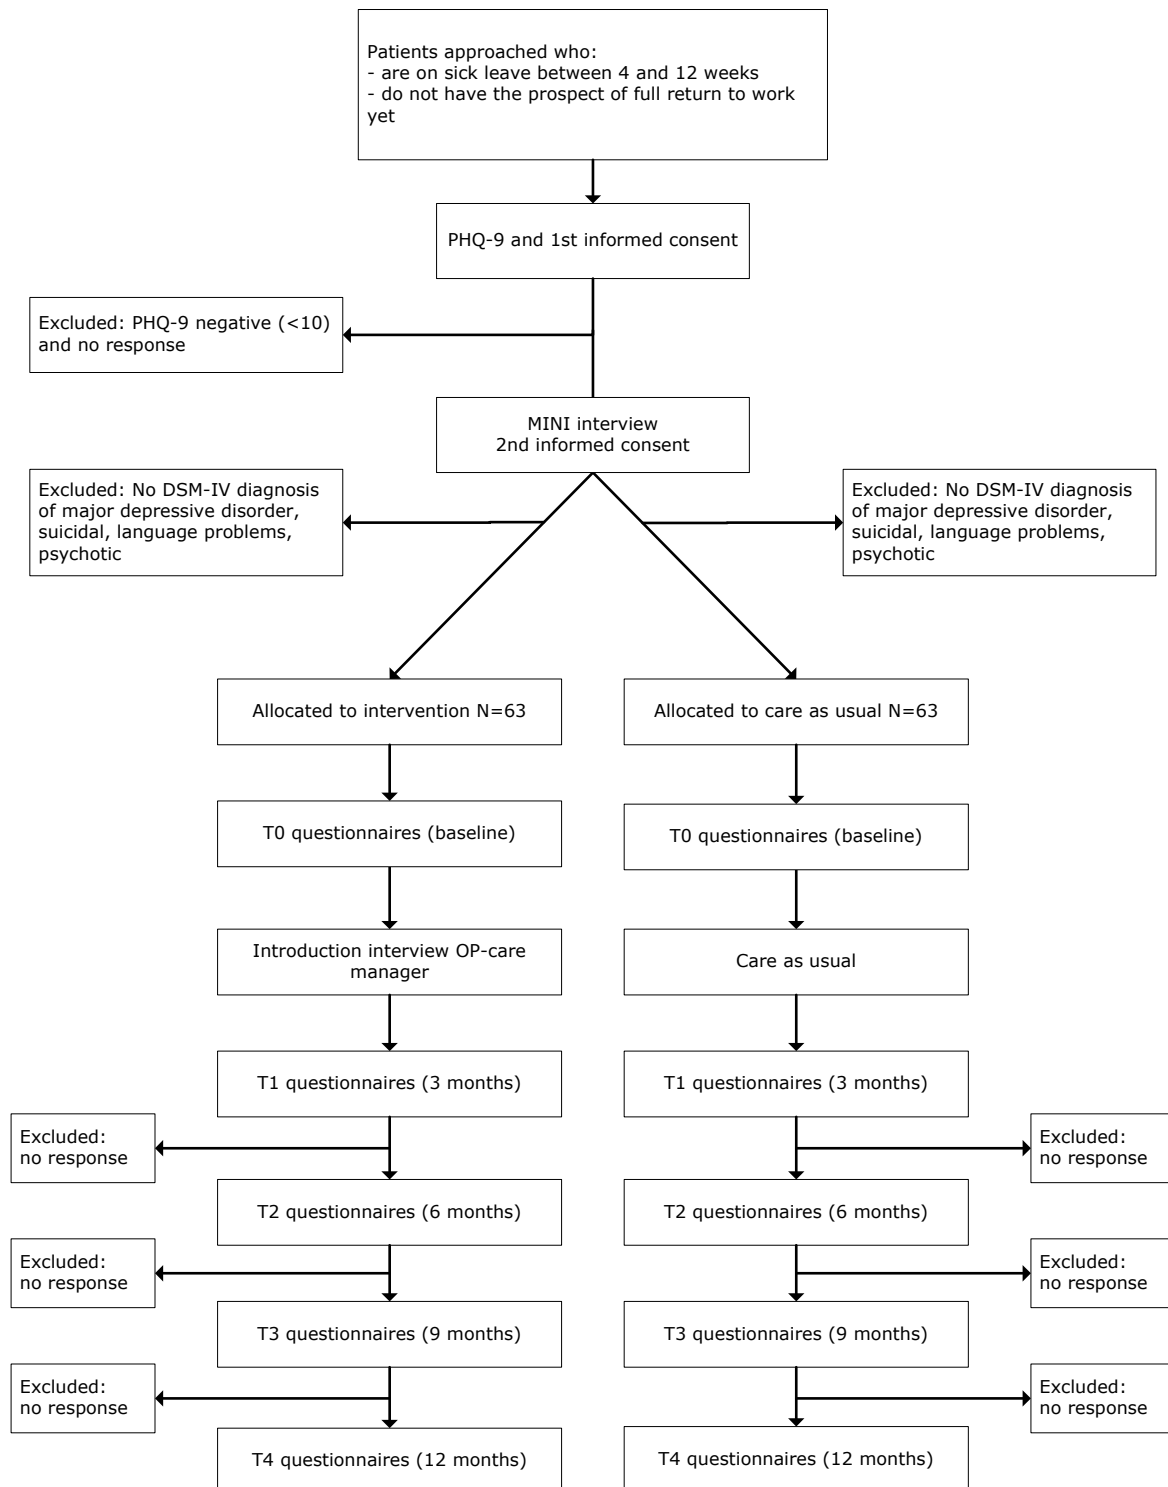 Patients approached who:
- are on sick leave between 4 and 12 weeks
- do not have the prospect of full return to work
yet
PHQ-9 and 1st informed consent
Excluded: PHQ-9 negative (<10)
and no response
MINI interview
2nd informed consent
Excluded: No DSM-IV diagnosis
of major depressive disorder,
suicidal, language problems,
psychotic
Excluded: No DSM-IV diagnosis
of major depressive disorder,
suicidal, language problems,
psychotic
Allocated to intervention N=63
Allocated to care as usual N=63
T0 questionnaires (baseline)
T0 questionnaires (baseline)
Introduction interview OP-care
manager
Care as usual
T1 questionnaires (3 months)
T1 questionnaires (3 months)
Excluded:
no response
Excluded:
no response
T2 questionnaires (6 months)
T2 questionnaires (6 months)
Excluded:
no response
Excluded:
no response
T3 questionnaires (9 months)
T3 questionnaires (9 months)
Excluded:
no response
Excluded:
no response
T4 questionnaires (12 months)
T4 questionnaires (12 months)